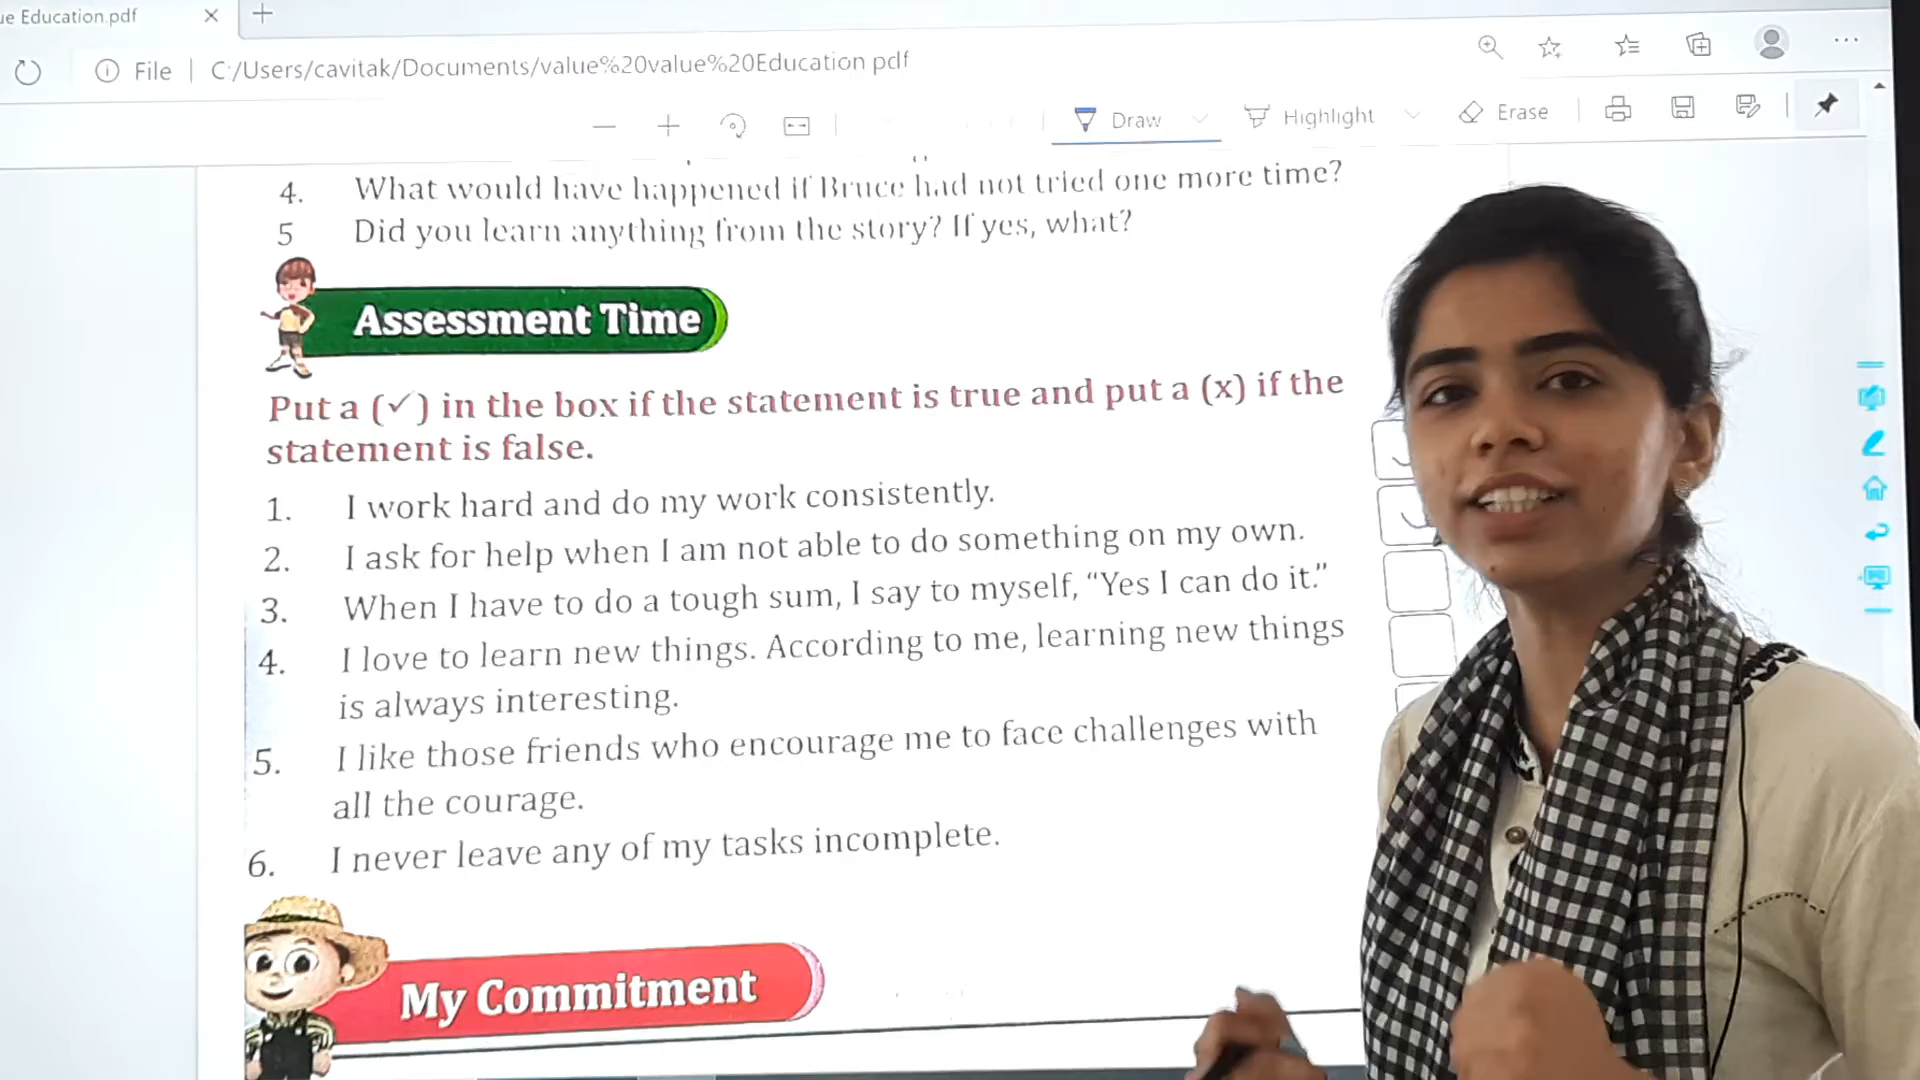 ue Education.pdf
File | C:/Users/cavitak/Documents/value%20value%20Education pdf
Draw Highlight Erase
4. What would have happened if Bruce had not tried one more time?
5 Did you learn anything from the story? If yes, what?
Assessment Time
Put a (✓) in the box if the statement is true and put a (x) if the
statement is false.
1. I work hard and do my work consistently.
2. I ask for help when I am not able to do something on my own.
3. When I have to do a tough sum, I say to myself, “Yes I can do it.”
4. I love to learn new things. According to me, learning new things
is always interesting.
5. I like those friends who encourage me to face challenges with
all the courage.
6. I never leave any of my tasks incomplete.
My Commitment